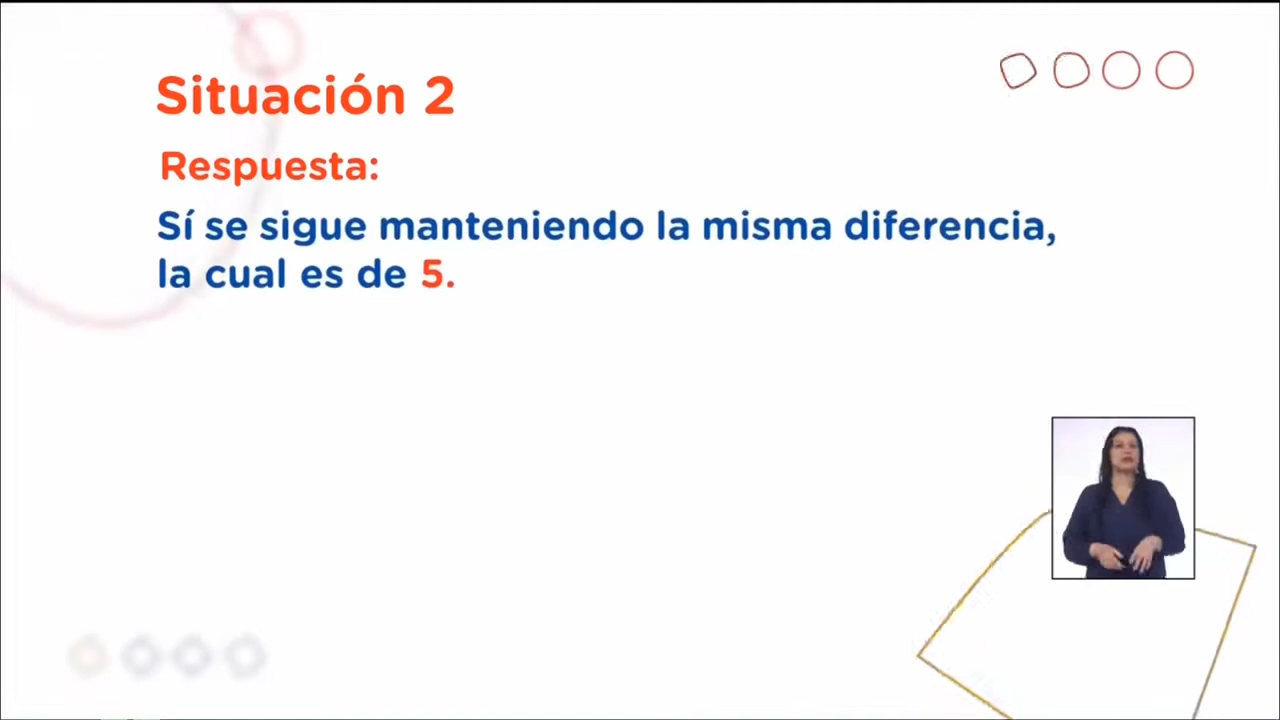 Situación 2
Respuesta:
Sí se sigue manteniendo la misma diferencia,
la cual es de 5.